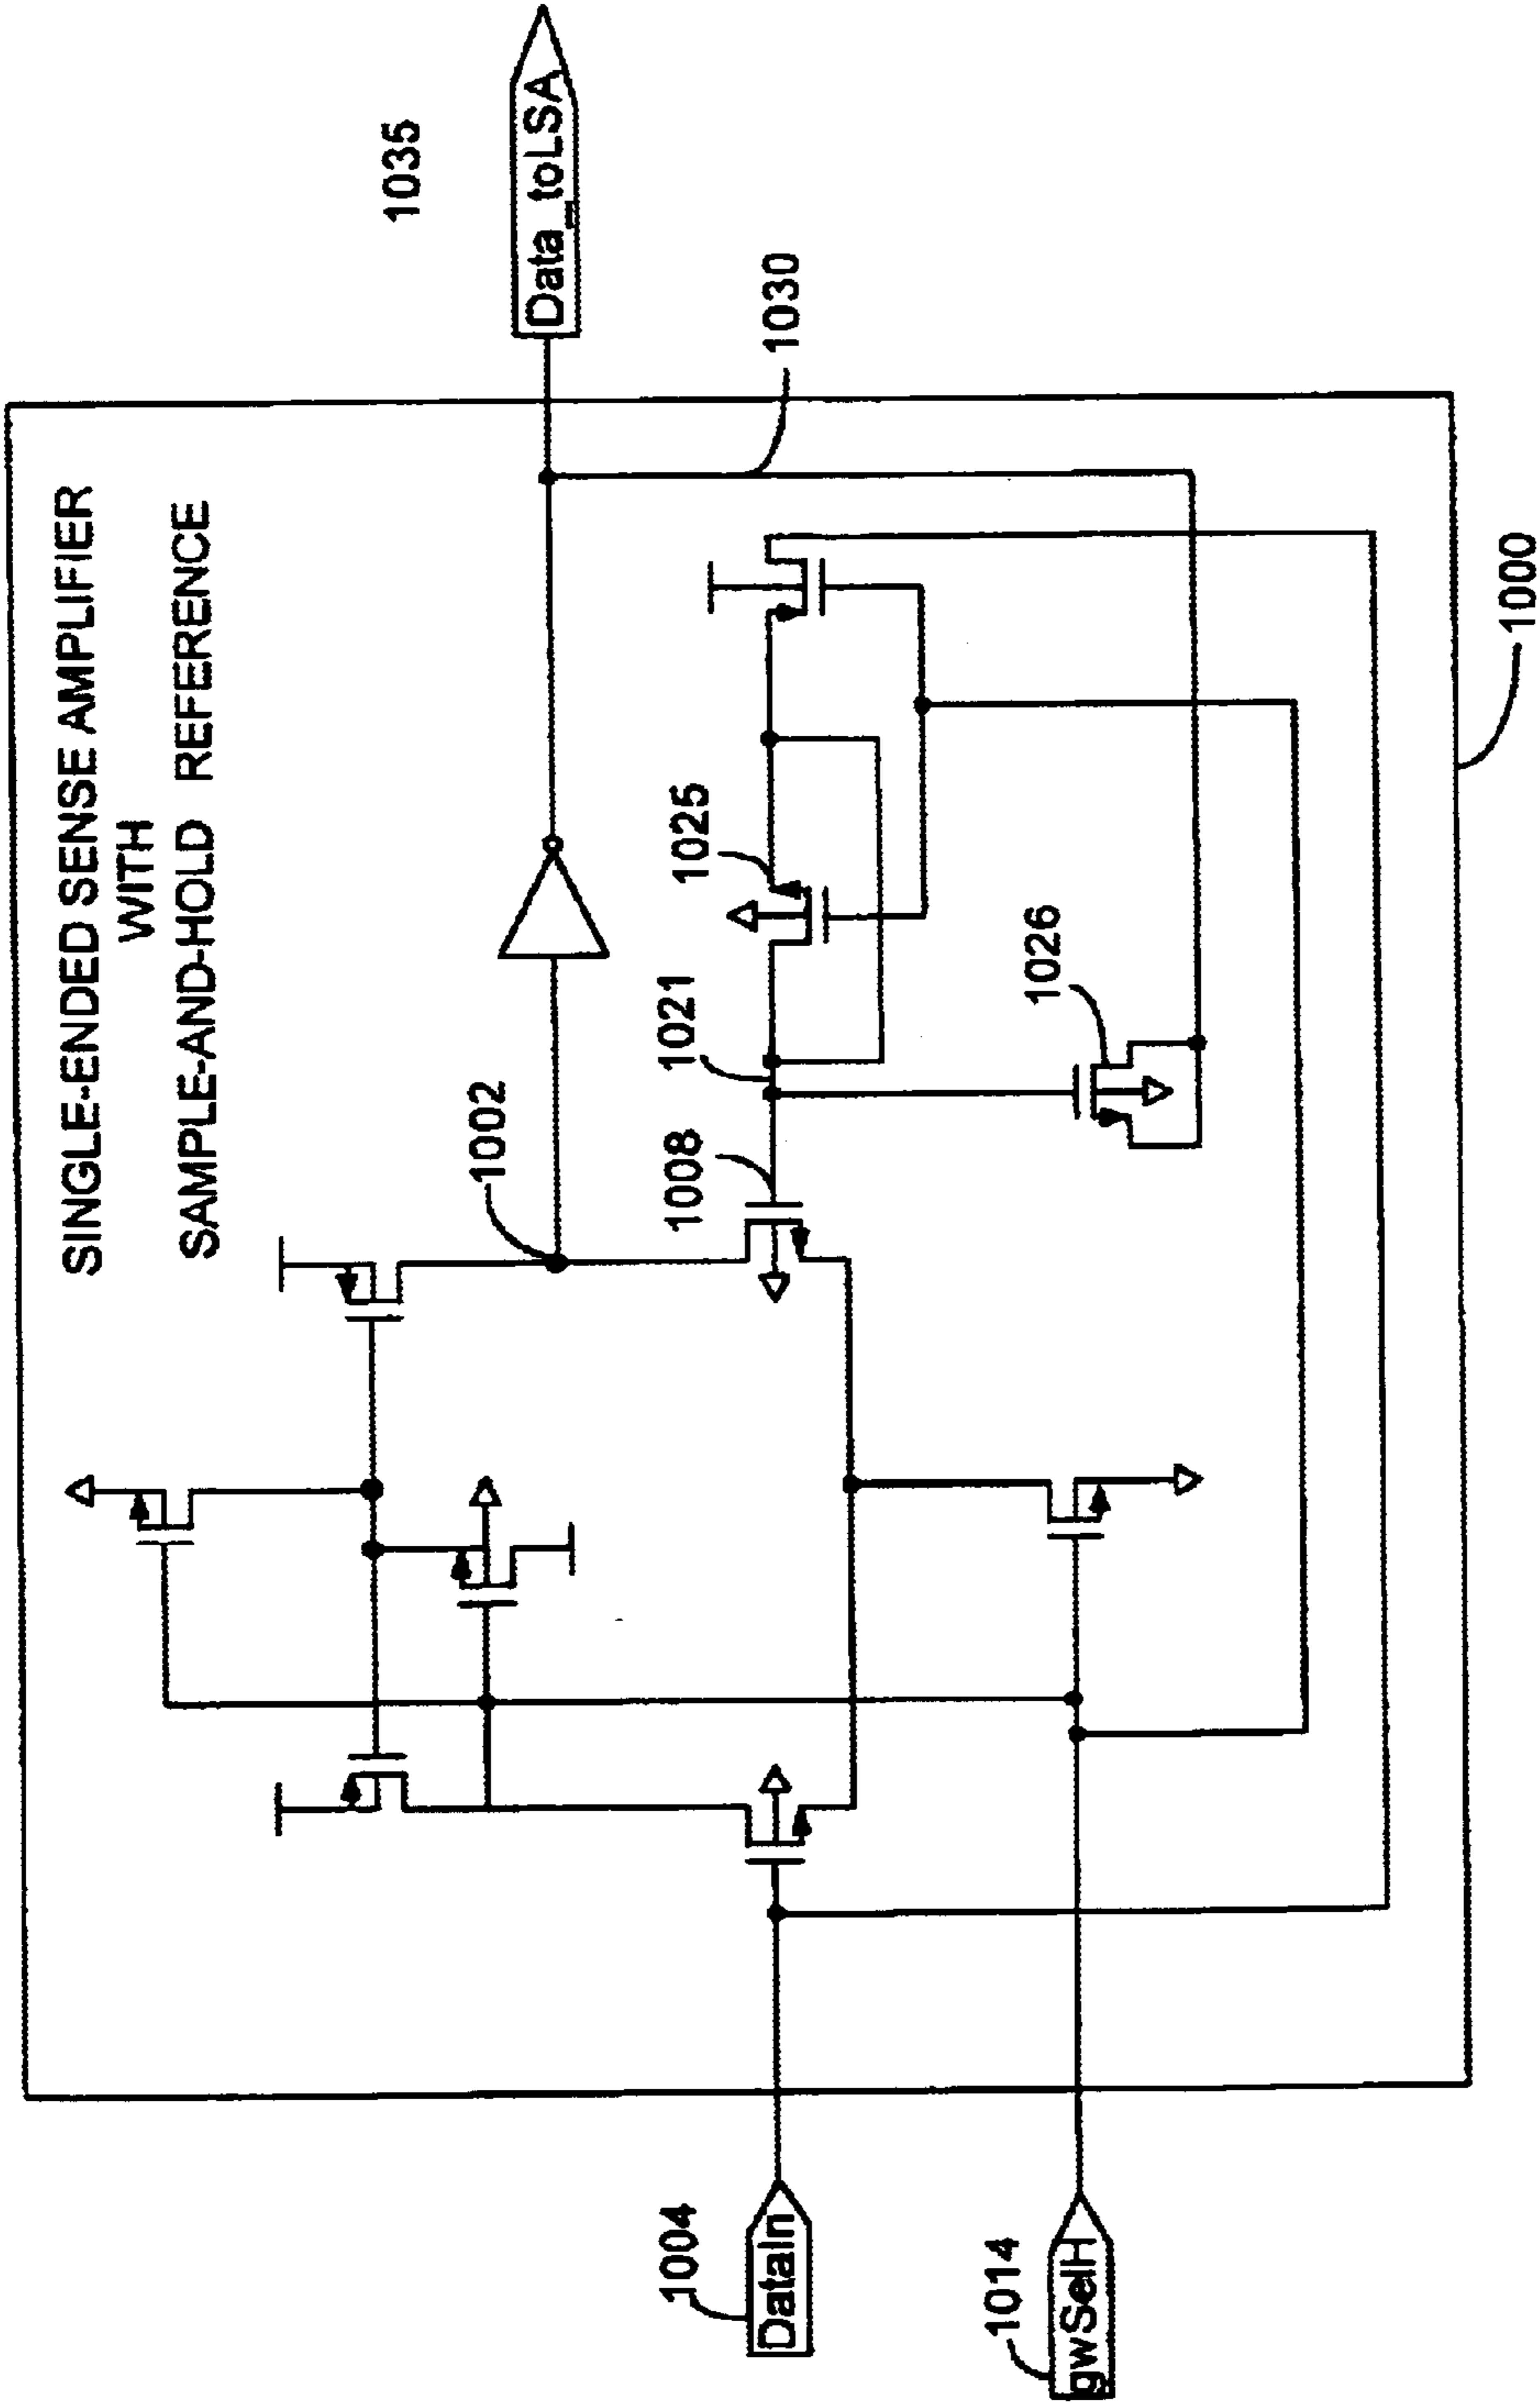 SINGLE-ENDED SENSE AMPLIFIER
WITH
SAMPLE-AND-HOLD REFERENCE
1035
Data_toLSA
1030
1002
1025
1021
1008
1026
1004
DataIn
1014
gwSelH
1000